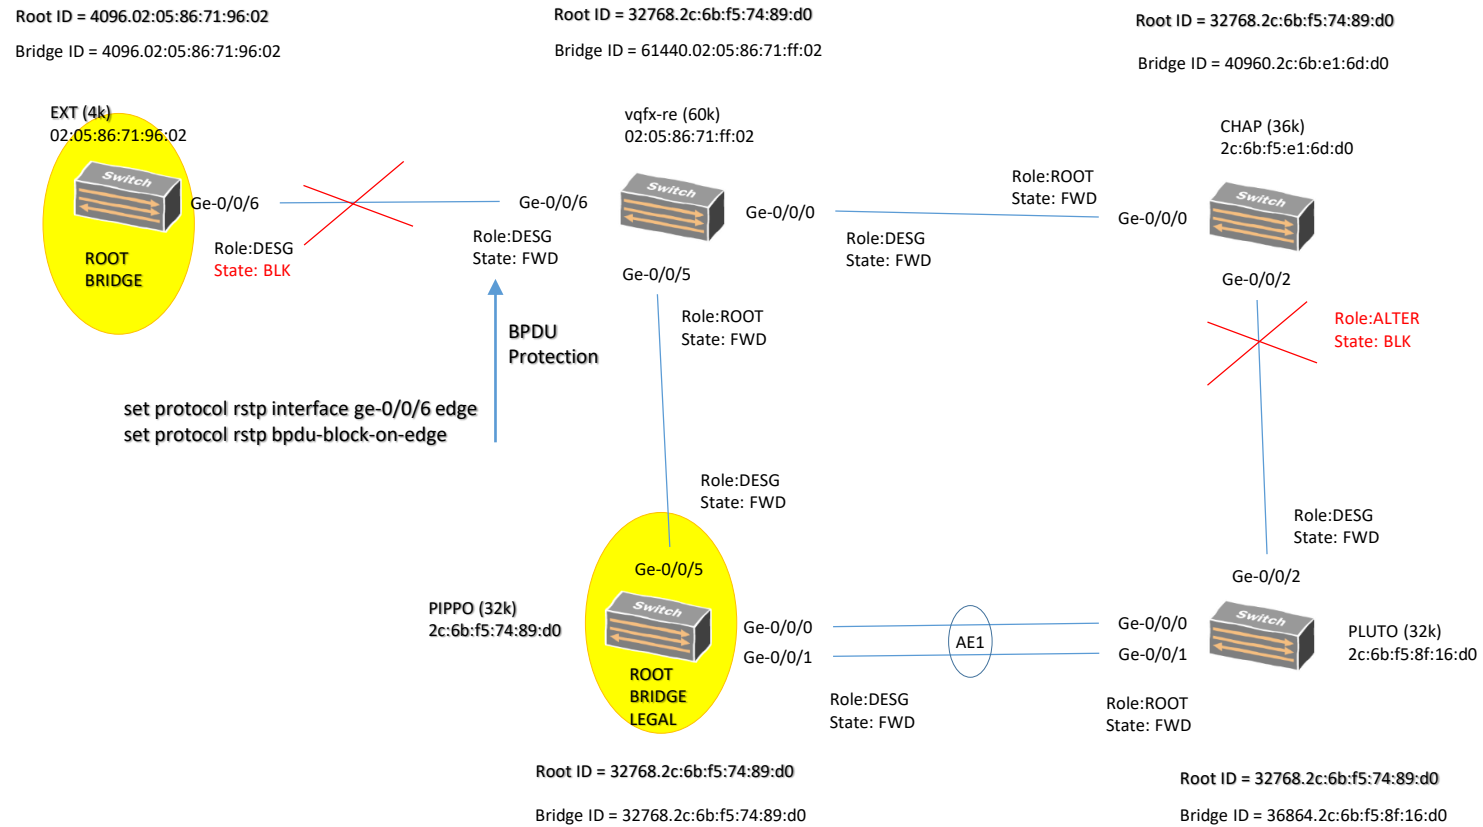 Root ID = 4096.02:05:86:71:96:02
Bridge ID = 4096.02:05:86:71:96:02
Root ID = 32768.2c:6b:f5:74:89:d0
Bridge ID = 61440.02:05:86:71:ff:02
Root ID = 32768.2c:6b:f5:74:89:d0
Bridge ID = 40960.2c:6b:e1:6d:d0
EXT (4k)
02:05:86:71:96:02
Switch
Ge-0/0/6
ROOT
BRIDGE
Role:DESG
State: BLK
vqfx-re (60k)
02:05:86:71:ff:02
Ge-0/0/6
Switch
Ge-0/0/0
Role:DESG
State: FWD
Role:DESG
State: FWD
Ge-0/0/5
Role:ROOT
State: FWD
CHAP (36k)
2c:6b:f5:e1:6d:d0
Role:ROOT
State: FWD
Ge-0/0/0
Switch
Ge-0/0/2
Role:ALTER
State: BLK
BPDU
Protection
set protocol rstp interface ge-0/0/6 edge
set protocol rstp bpdu-block-on-edge
Role:DESG
State: FWD
Ge-0/0/5
PIPPO (32k)
2c:6b:f5:74:89:d0
Switch
ROOT
BRIDGE
LEGAL
Ge-0/0/0
Ge-0/0/1
Role:DESG
State: FWD
AE1
Role:DESG
State: FWD
Ge-0/0/2
Ge-0/0/0
Ge-0/0/1
Switch
PLUTO (32k)
2c:6b:f5:8f:16:d0
Role:ROOT
State: FWD
Root ID = 32768.2c:6b:f5:74:89:d0
Bridge ID = 32768.2c:6b:f5:74:89:d0
Root ID = 32768.2c:6b:f5:74:89:d0
Bridge ID = 36864.2c:6b:f5:8f:16:d0